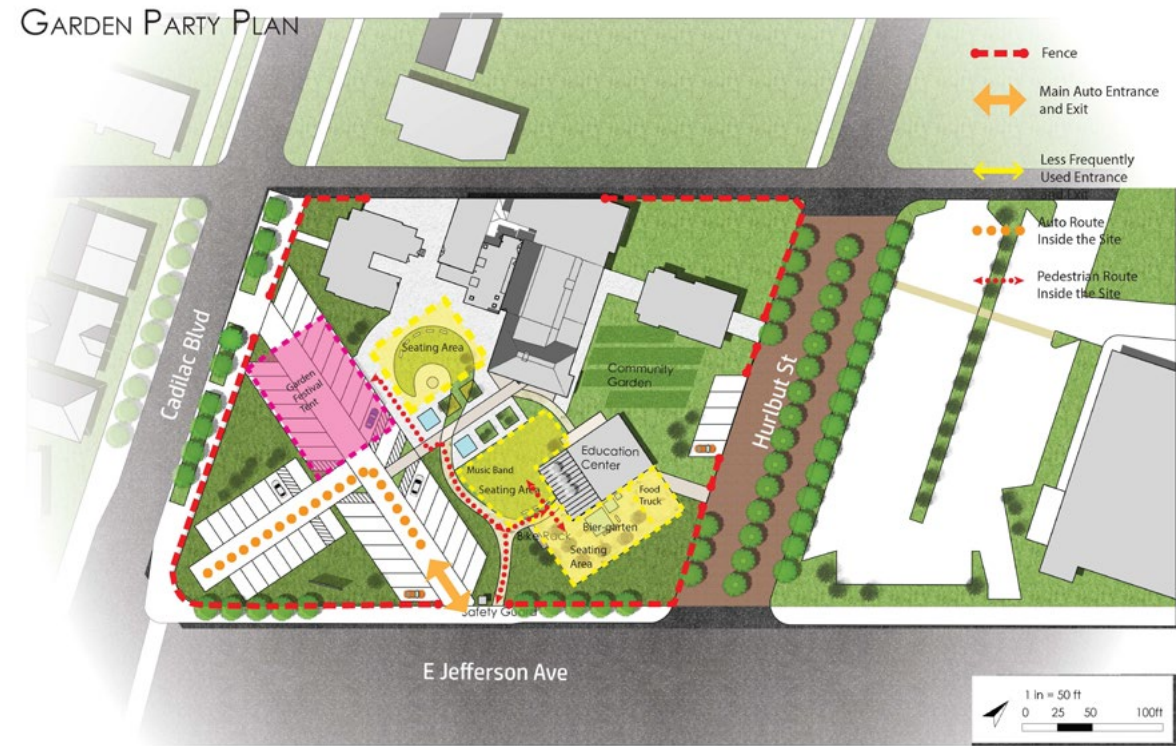 GARDEN PARTY PLAN
Fence
Main Auto Entrance
and Exit
Less Frequently
Used Entrance
and Exit
Auto Route
Inside the Site
Pedestrian Route
Inside the Site
Cadilac Blvd
Garden
Festival
Tent
Seating Area
Community
Garden
Hurlbut St
Education
Center
Music Band
Seating Area
Food
Truck
Bier-garten
Bike Rack
Seating
Area
Safety Guard
E Jefferson Ave
1 in = 50 ft
0 25 50 100ft